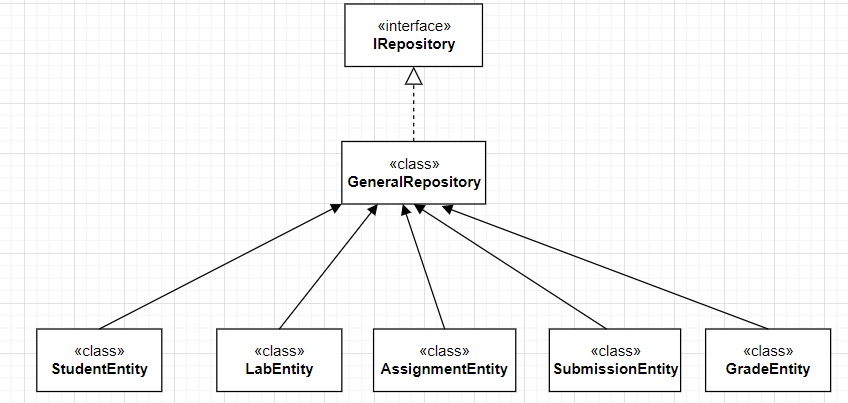 «interface»
IRepository
«class»
GeneralRepository
«class»
StudentEntity
«class»
LabEntity
«class»
AssignmentEntity
«class»
SubmissionEntity
«class»
GradeEntity